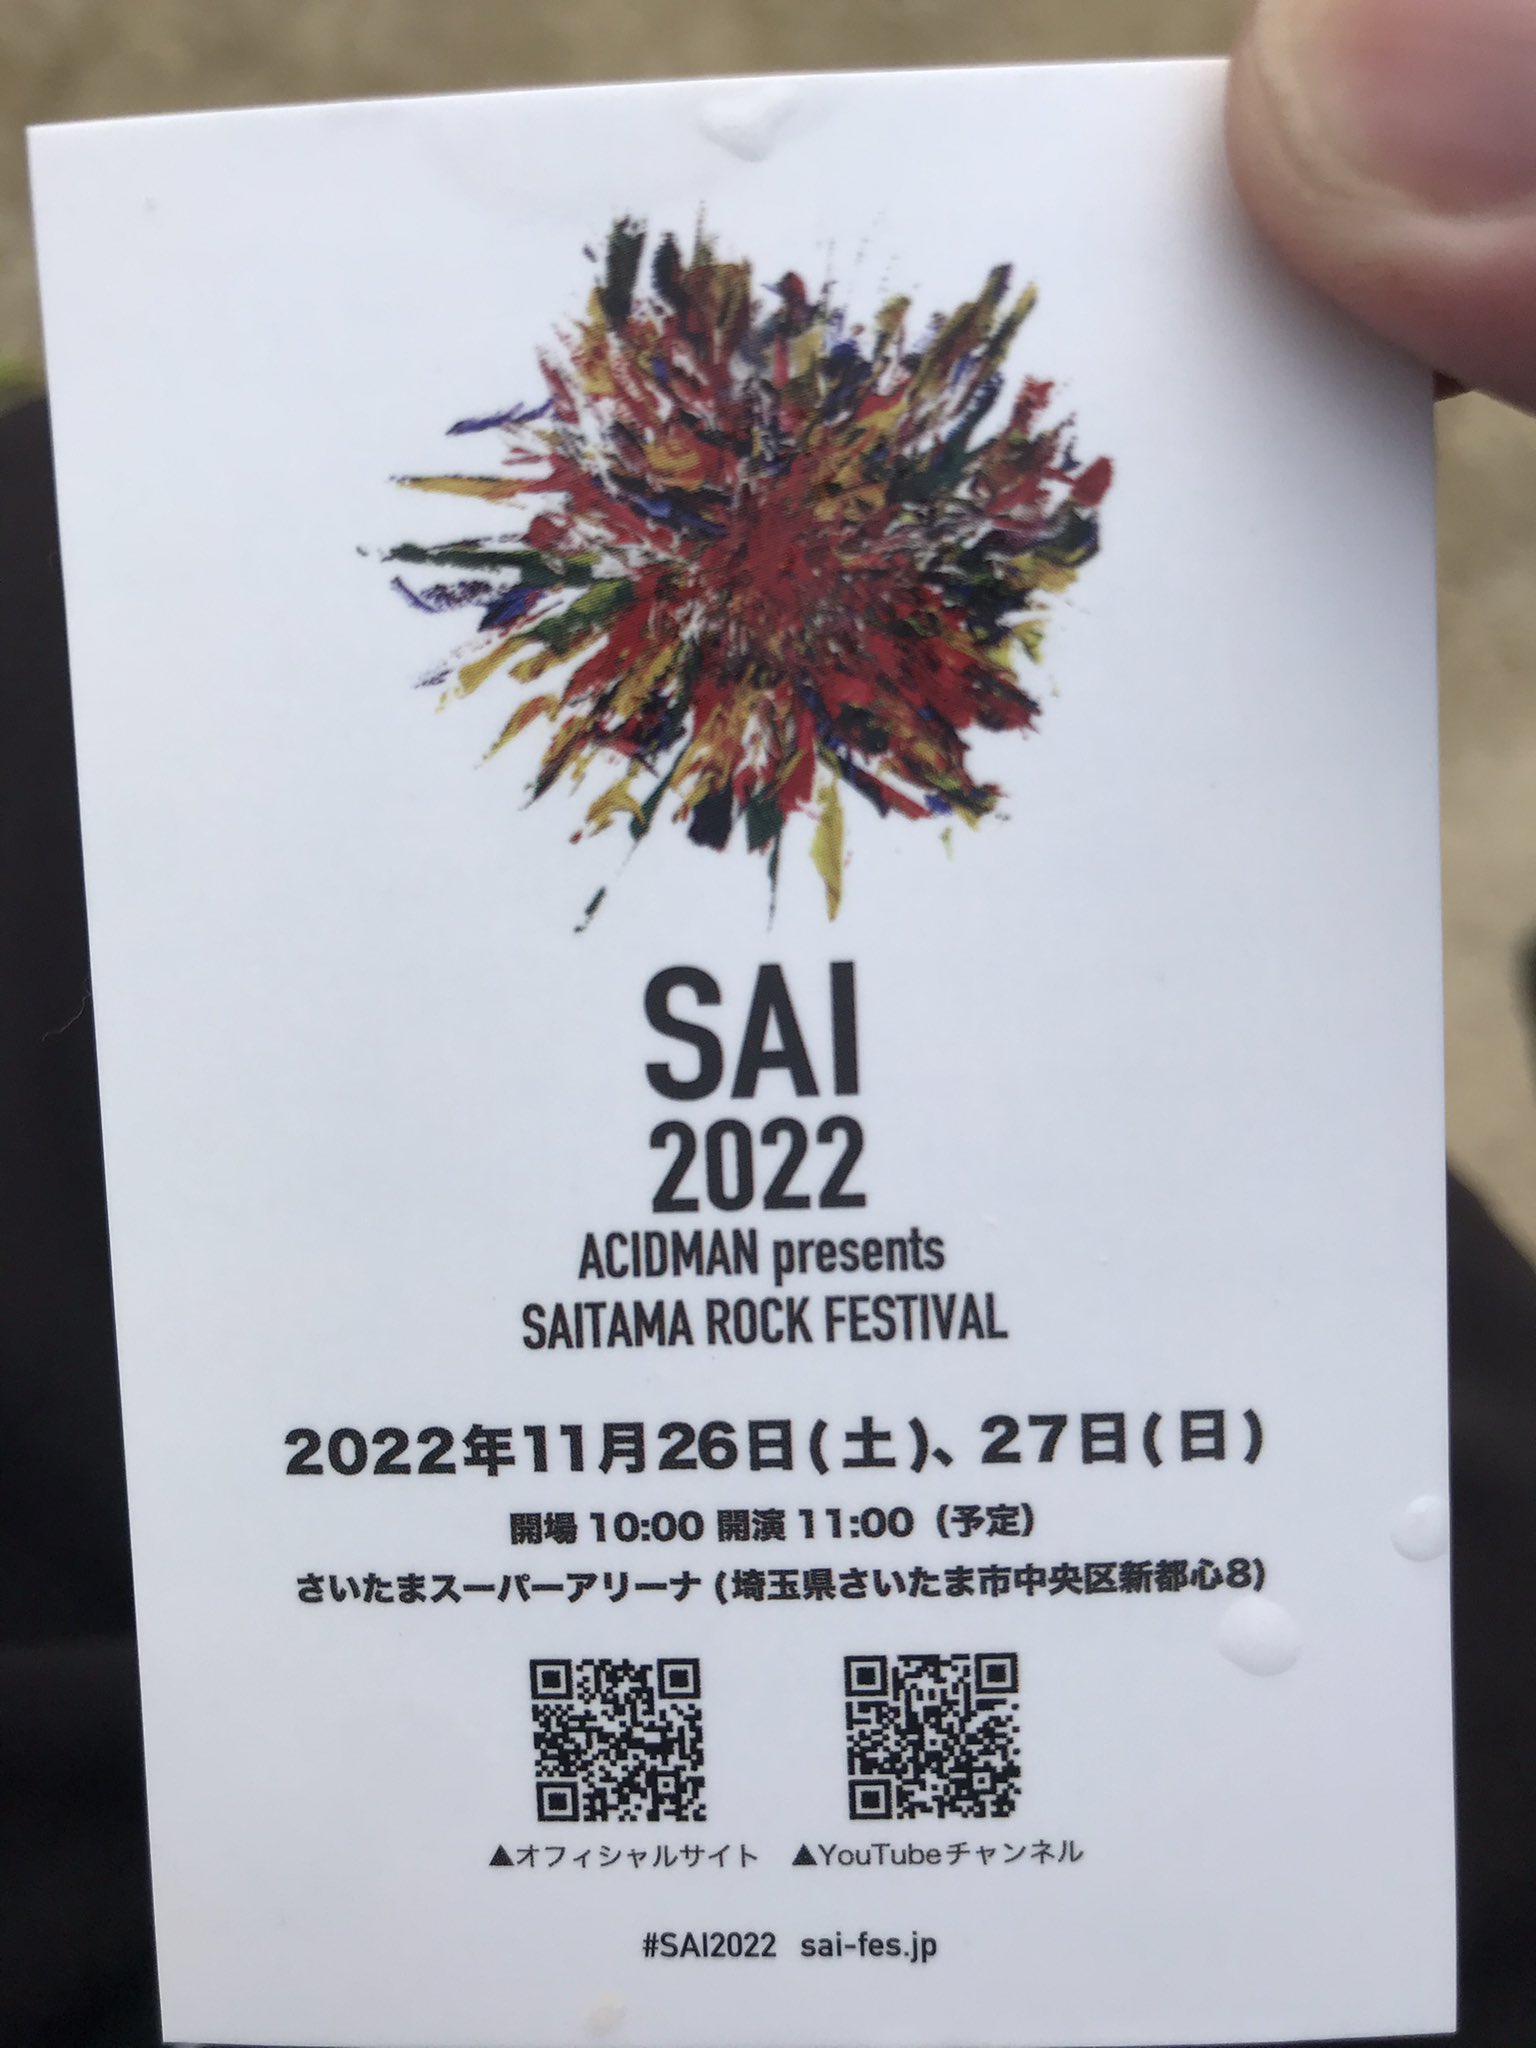 SAI
2022
ACIDMAN presents
SAITAMA ROCK FESTIVAL
2022年11月26日(土)、27日(日)
開場 10:00 開演 11:00（予定）
さいたまスーパーアリーナ (埼玉県さいたま市中央区新都心8)
▲オフィシャルサイト ▲YouTubeチャンネル
#SAI2022 sai-fes.jp